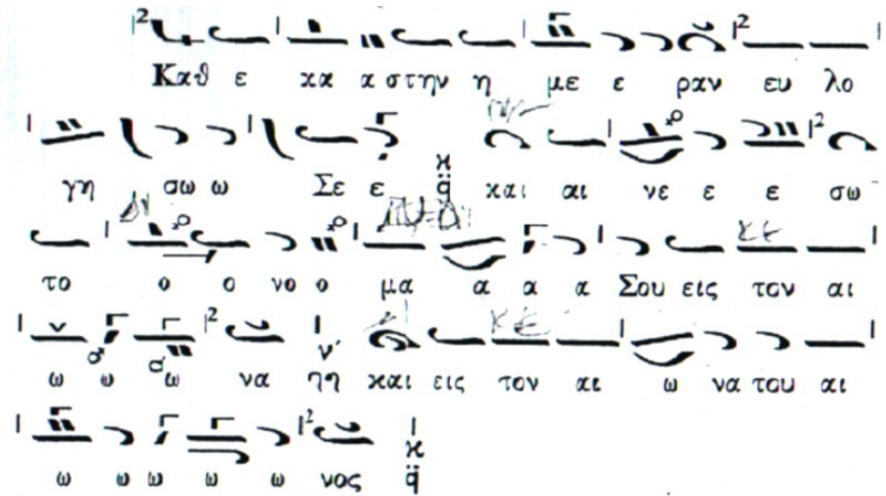 Καθ ε κα α στην η με ε ραν ευ λο
γη σω ω Σε ε και αι νε ε ε σω
το ο ο νο ο μα α α α Σου εις τον αι
ω ω ω να ηη και εις τον αι ω να του αι
ω ω ω ω ω νος